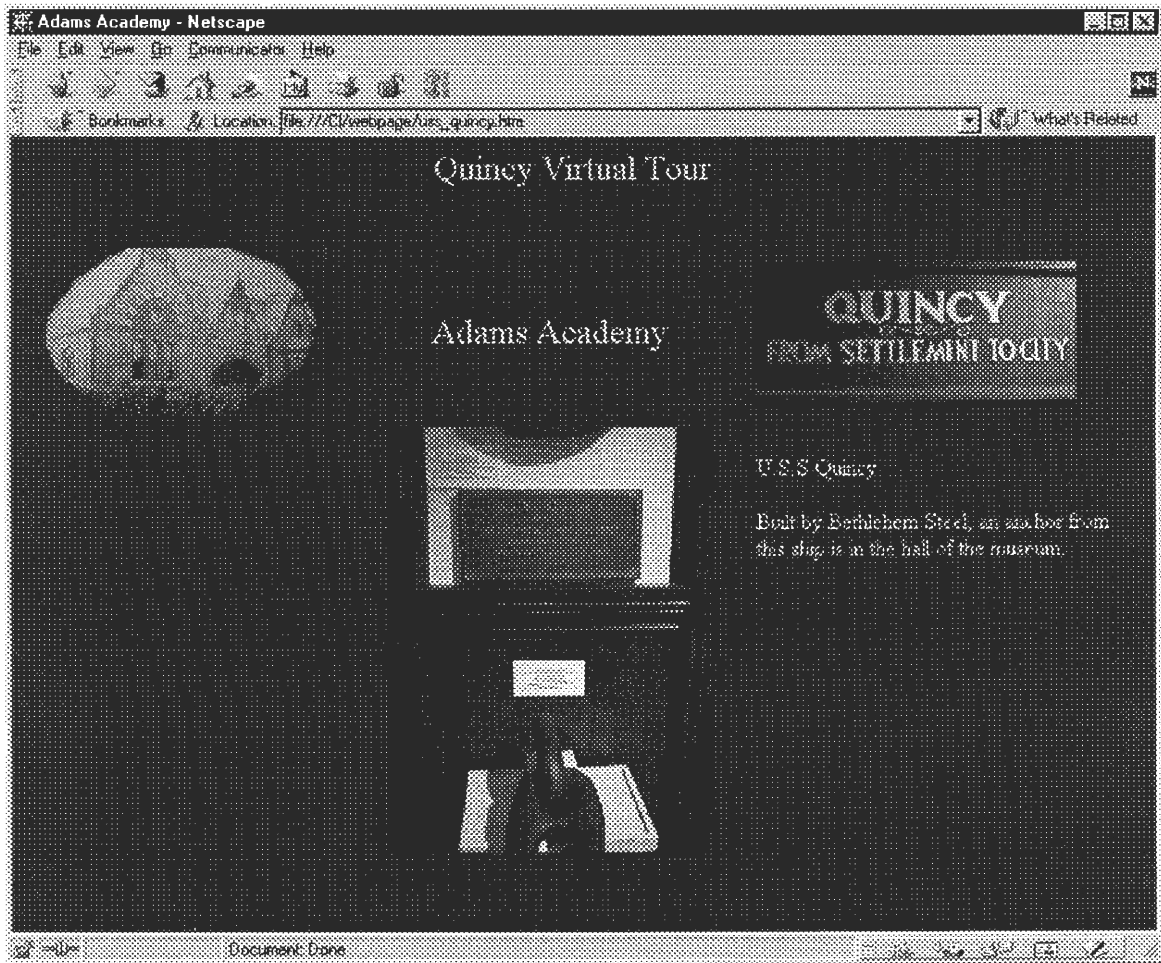 Adams Academy - Netscape
File Edit View Go Communicator Help
Bookmarks Location: file:///C|/webpage/uss_quincy.htm What's Related
Quincy Virtual Tour
Adams Academy
QUINCY
FROM SETTLEMENT TO CITY
U.S.S Quincy
Built by Bethlehem Steel, an anchor from
this ship is in the hall of the museum.
Document: Done